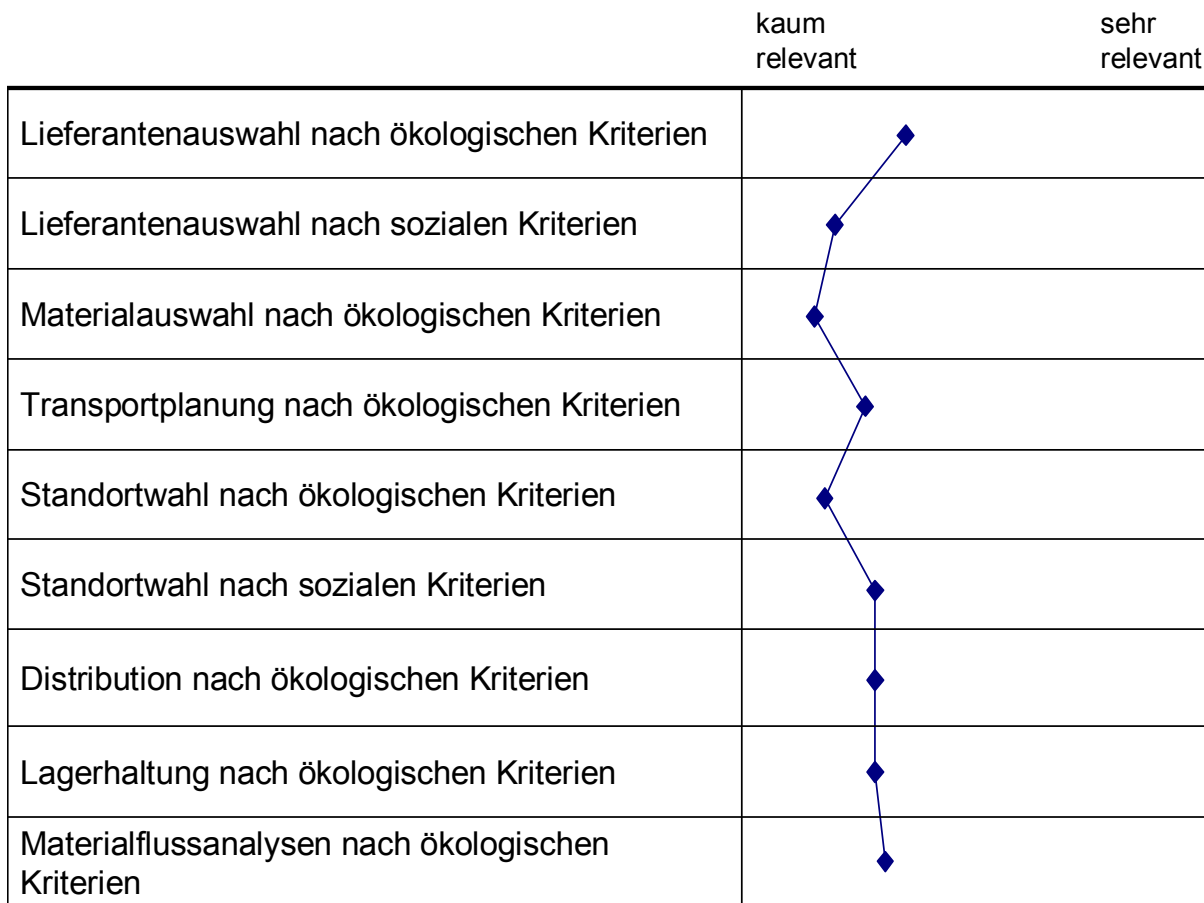 kaum
relevant
sehr
relevant
Lieferantenauswahl nach ökologischen Kriterien
Lieferantenauswahl nach sozialen Kriterien
Materialauswahl nach ökologischen Kriterien
Transportplanung nach ökologischen Kriterien
Standortwahl nach ökologischen Kriterien
Standortwahl nach sozialen Kriterien
Distribution nach ökologischen Kriterien
Lagerhaltung nach ökologischen Kriterien
Materialflussanalysen nach ökologischen
Kriterien